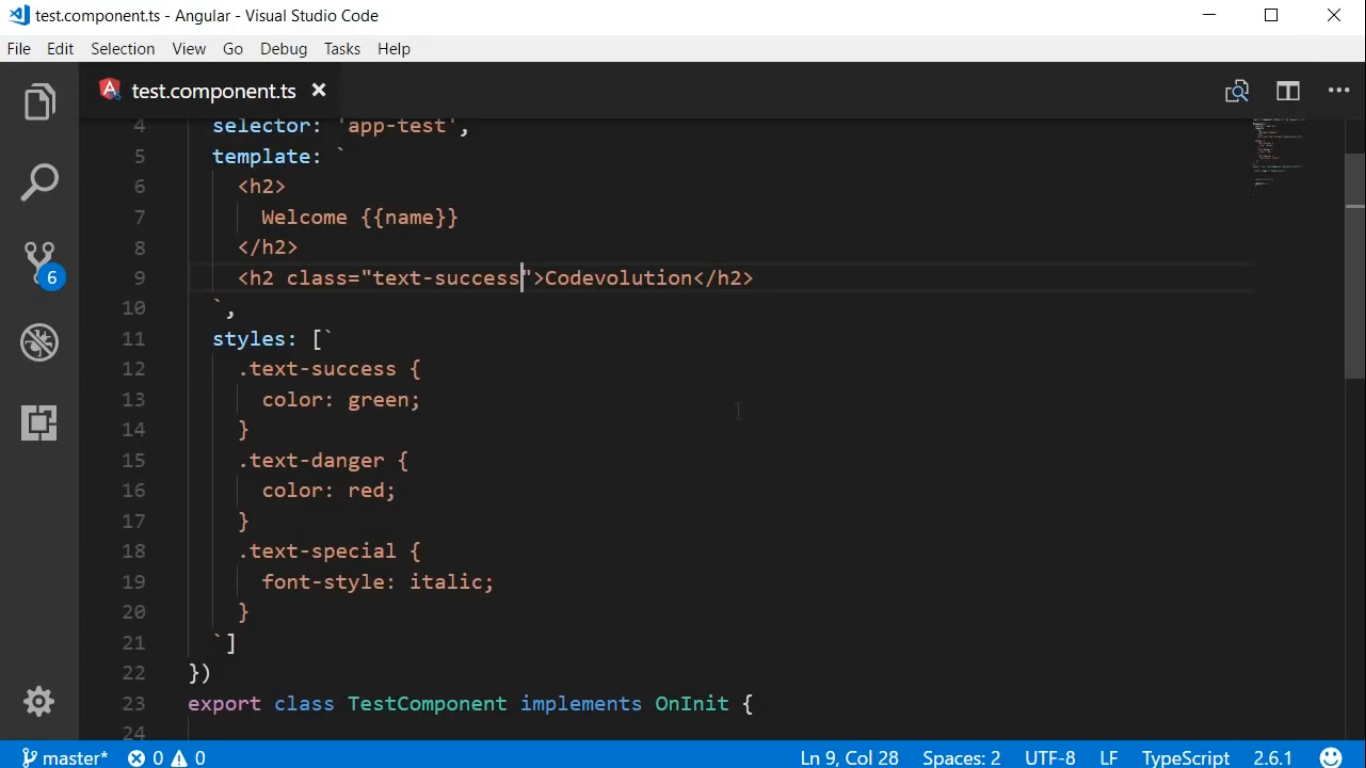 test.component.ts - Angular - Visual Studio Code
File Edit Selection View Go Debug Tasks Help
test.component.ts
4 selector: 'app-test',
5 template: `
6 <h2>
7 Welcome {{name}}
8 </h2>
9 <h2 class="text-success">Codevolution</h2>
10 `,
11 styles: [`
12 .text-success {
13 color: green;
14 }
15 .text-danger {
16 color: red;
17 }
18 .text-special {
19 font-style: italic;
20 }
21 `]
22 })
23 export class TestComponent implements OnInit {
24
6
master* 0 0 Ln 9, Col 28 Spaces: 2 UTF-8 LF TypeScript 2.6.1